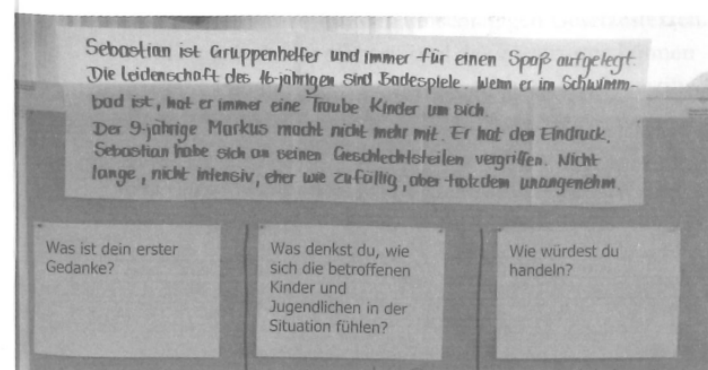 Sebastian ist Gruppenhelfer und immer für einen Spaß aufgelegt.
Die Leidenschaft des 16-jährigen sind Badespiele. Wenn er im Schwimm-
bad ist, hat er immer eine Traube Kinder um sich.
Der 9-jährige Markus macht nicht mehr mit. Er hat den Eindruck,
Sebastian habe sich an seinen Geschlechtsteilen vergriffen. Nicht
lange, nicht intensiv, eher wie zufällig, aber trotzdem unangenehm.
Was ist dein erster
Gedanke?
Was denkst du, wie
sich die betroffenen
Kinder und
Jugendlichen in der
Situation fühlen?
Wie würdest du
handeln?